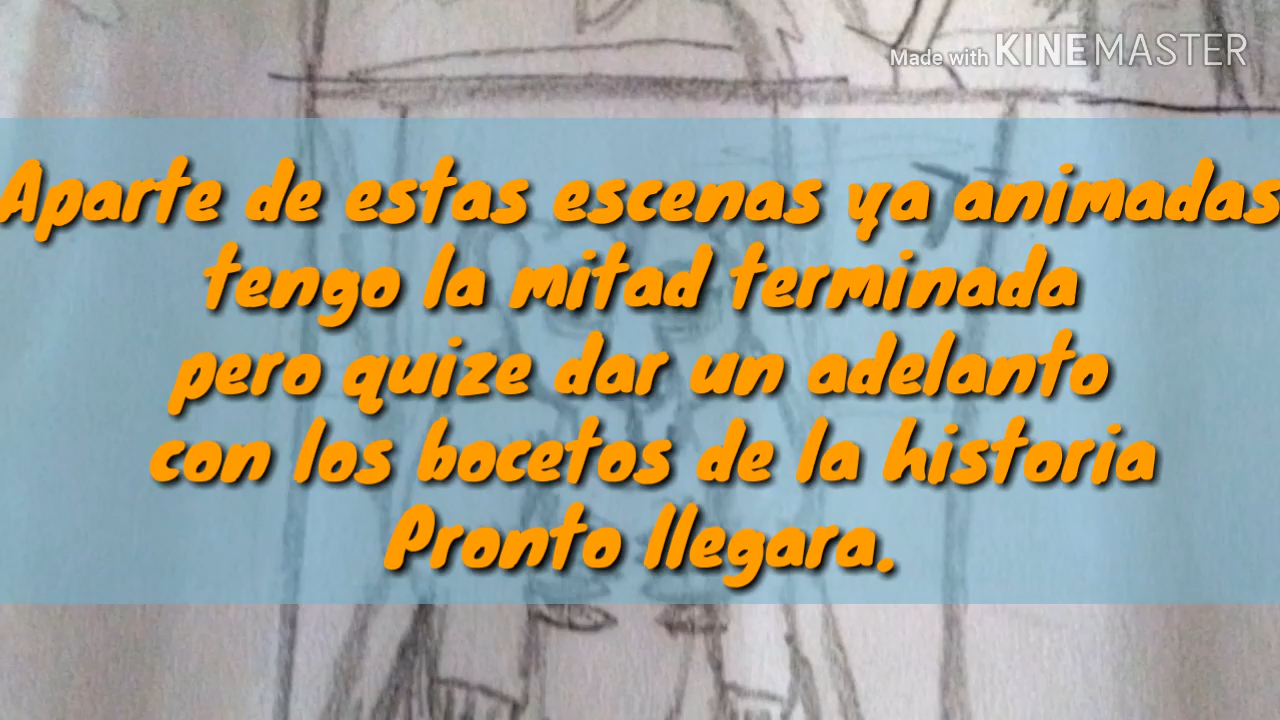 Made with KINEMASTER
Aparte de estas escenas ya animadas
tengo la mitad terminada
pero quize dar un adelanto
con los bocetos de la historia
Pronto llegara.